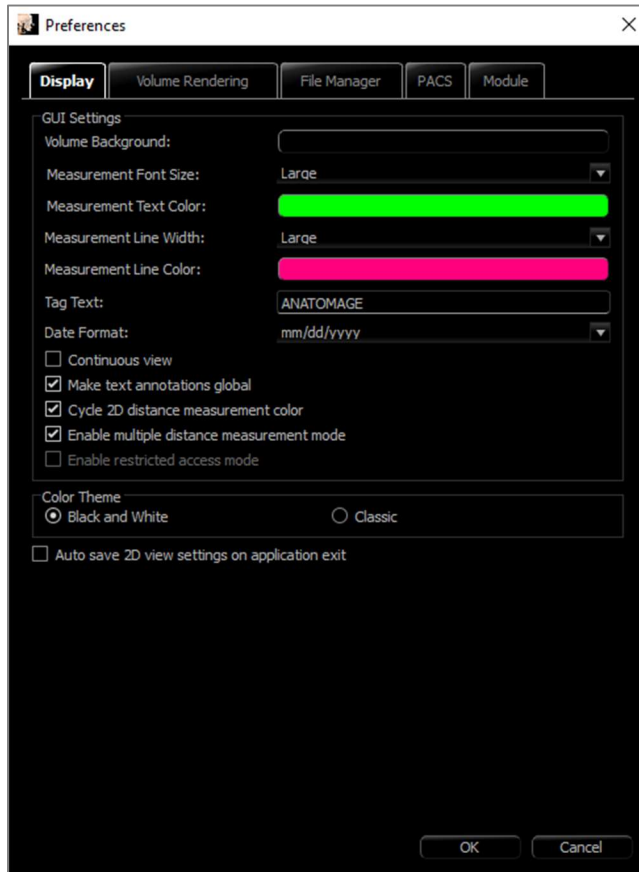 Preferences
Display Volume Rendering File Manager PACS Module
GUI Settings
Volume Background:
Measurement Font Size: Large
Measurement Text Color:
Measurement Line Width: Large
Measurement Line Color:
Tag Text: ANATOMAGE
Date Format: mm/dd/yyyy
Continuous view
Make text annotations global
Cycle 2D distance measurement color
Enable multiple distance measurement mode
Enable restricted access mode
Color Theme
Black and White Classic
Auto save 2D view settings on application exit
OK Cancel